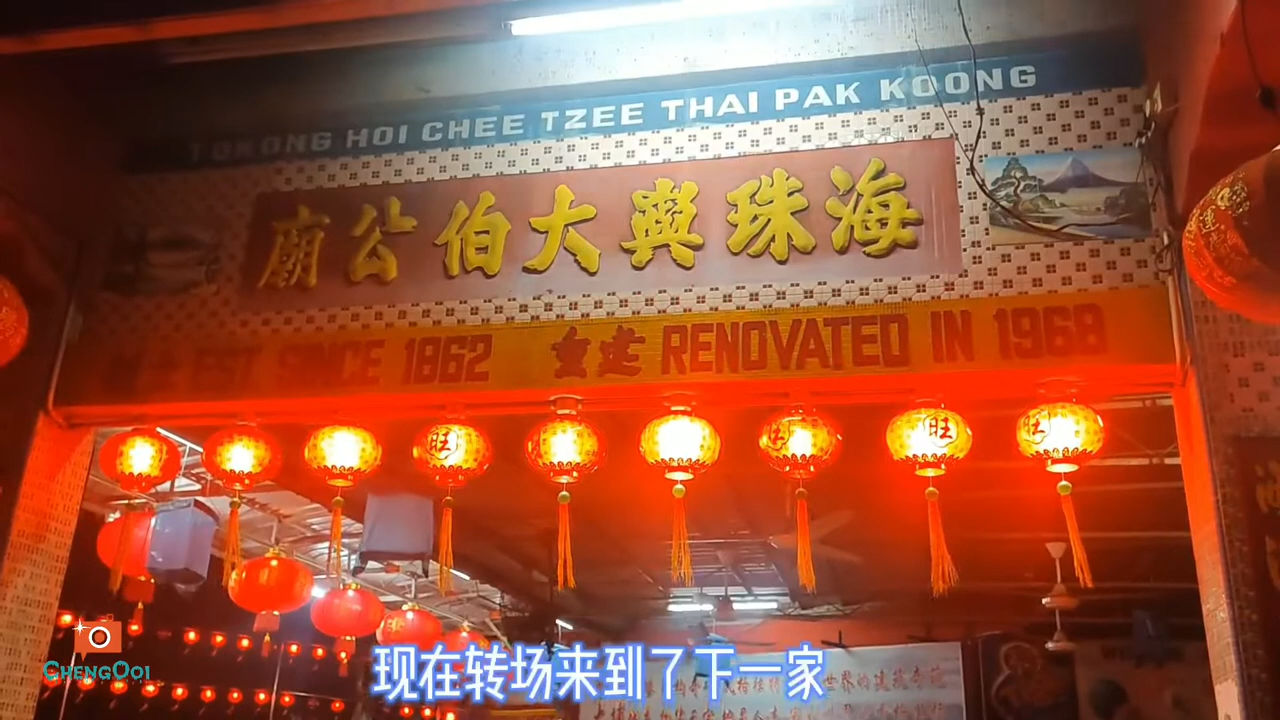 TOKONG HOI CHEE TZEE THAI PAK KOONG
海珠與大伯公廟
EST SINCE 1862 重建 RENOVATED IN 1968
旺
旺
旺
CHENGOOI
现在转场来到了下一家